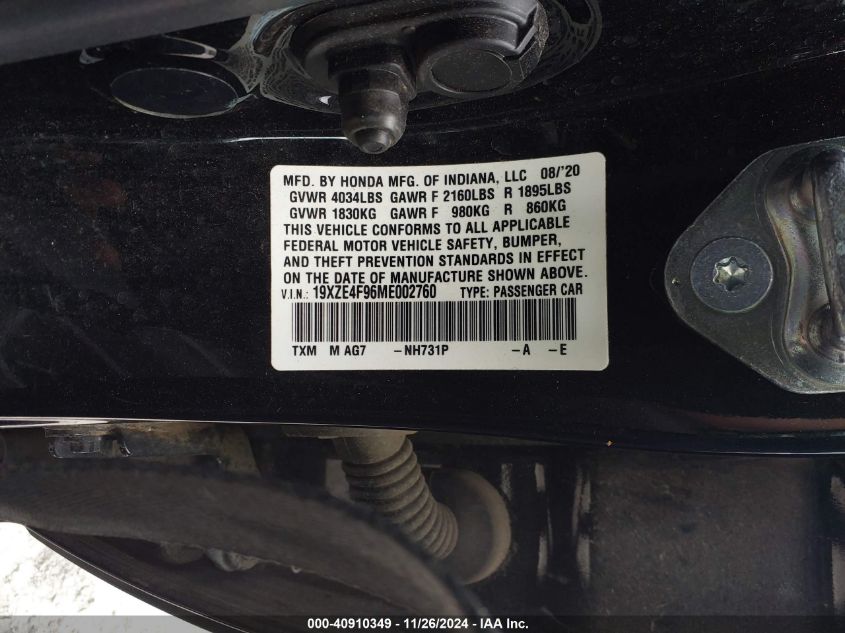 MFD. BY HONDA MFG. OF INDIANA, LLC 08/'20
GVWR 4034LBS GAWR F 2160LBS R 1895LBS
GVWR 1830KG GAWR F 980KG R 860KG
THIS VEHICLE CONFORMS TO ALL APPLICABLE
FEDERAL MOTOR VEHICLE SAFETY, BUMPER,
AND THEFT PREVENTION STANDARDS IN EFFECT
ON THE DATE OF MANUFACTURE SHOWN ABOVE.
V.I.N.: 19XZE4F96ME002760 TYPE: PASSENGER CAR
TXM M AG7 -NH731P -A -E
000-40910349 - 11/26/2024 - IAA Inc.